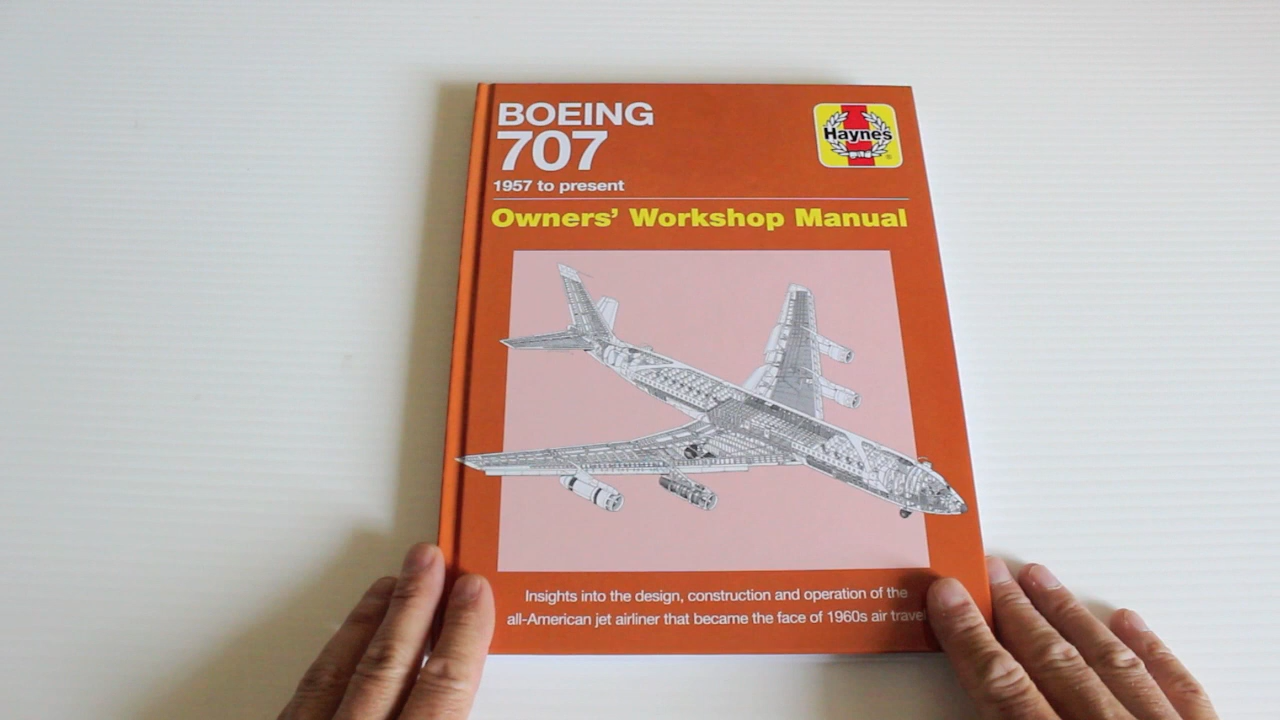 BOEING
707
1957 to present
Haynes
®
Owners' Workshop Manual
Insights into the design, construction and operation of the
all-American jet airliner that became the face of 1960s air